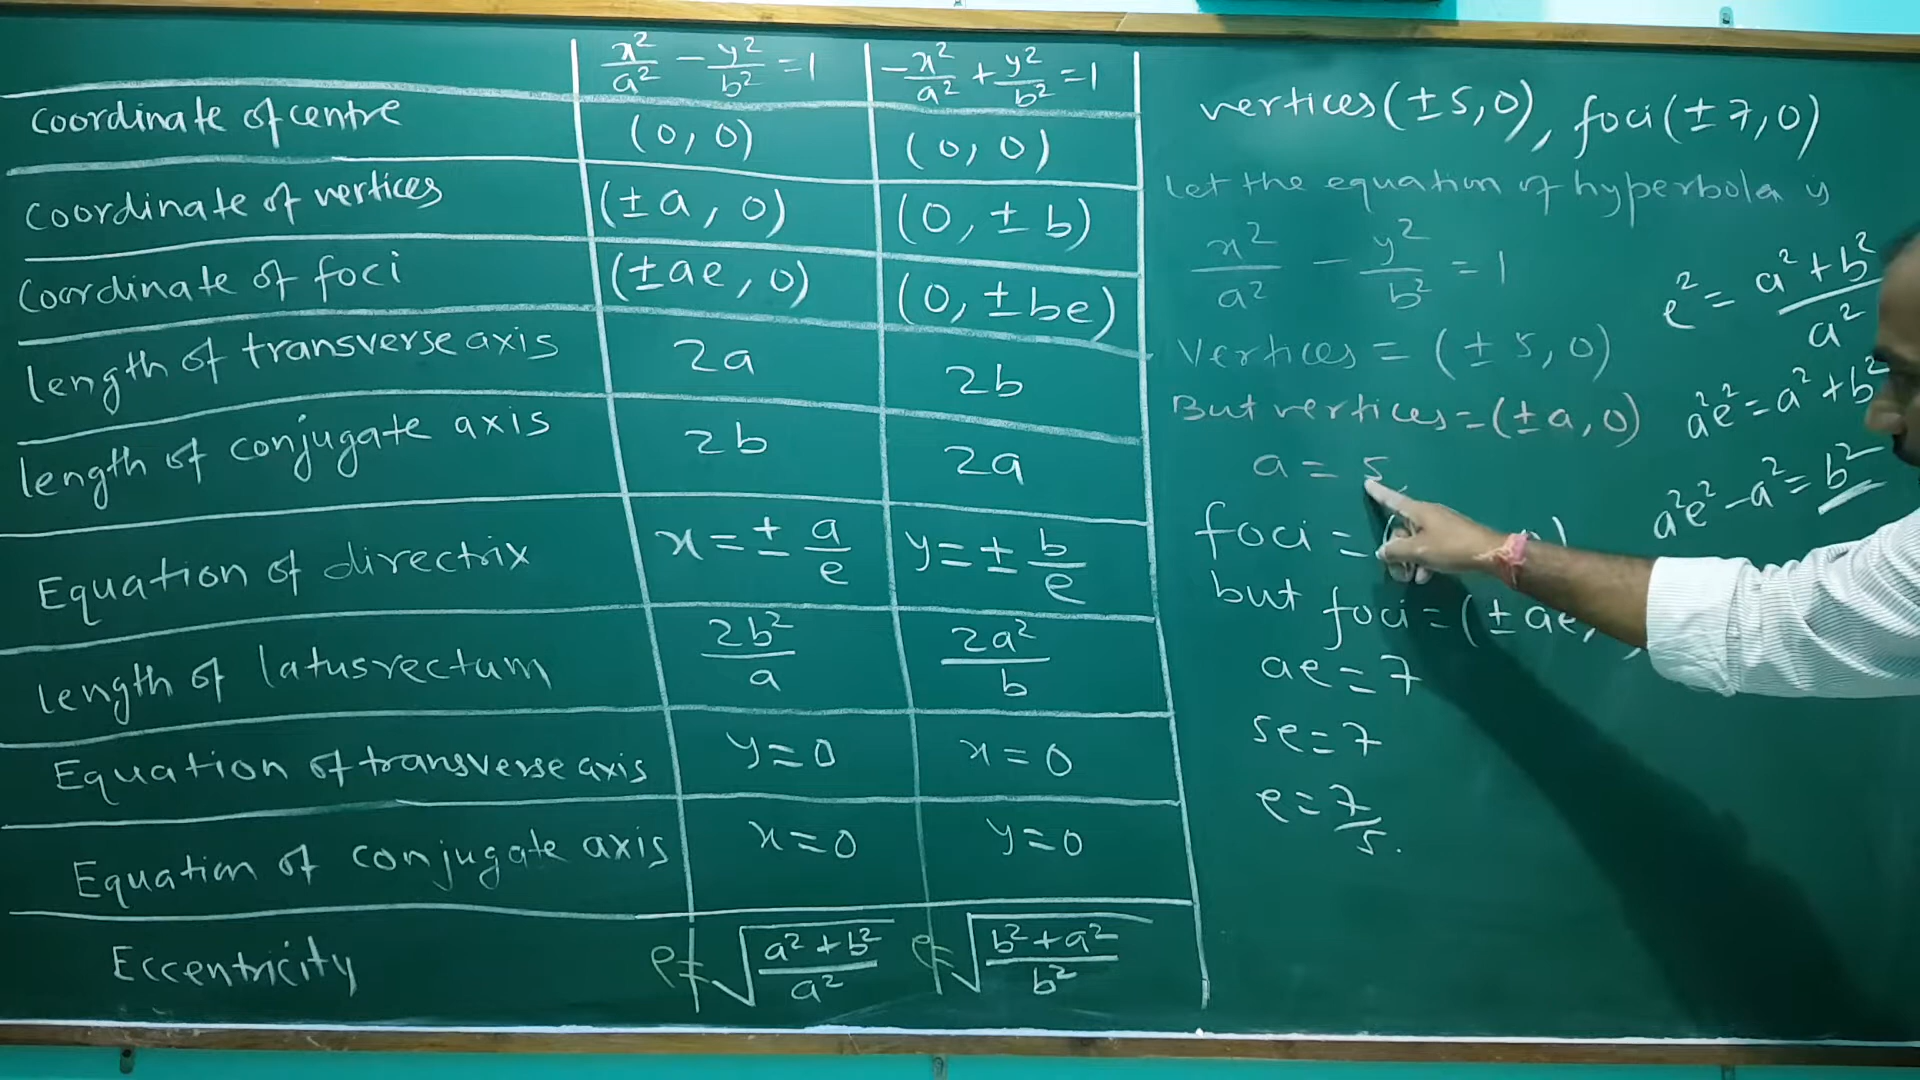 x²/a² - y²/b² = 1
-x²/a² + y²/b² = 1
coordinate of centre (0, 0) (0, 0)
coordinate of vertices (±a, 0) (0, ±b)
coordinate of foci (±ae, 0) (0, ±be)
length of transverse axis 2a 2b
length of conjugate axis 2b 2a
Equation of directrix x = ± a/e y = ± b/e
length of latusrectum 2b²/a 2a²/b
Equation of transverse axis y = 0 x = 0
Equation of conjugate axis x = 0 y = 0
Eccentricity e = √(a² + b²/a²) e = √(b² + a²/b²)
vertices (±5, 0), foci (±7, 0)
Let the equation of hyperbola is
x²/a² - y²/b² = 1
Vertices = (±5, 0)
But vertices = (±a, 0)
a = 5
foci = ( 0)
but foci = (±ae,
ae = 7
5e = 7
e = 7/5.
e² = a² + b²/a²
a²e² = a² + b²
a²e² - a² = b²